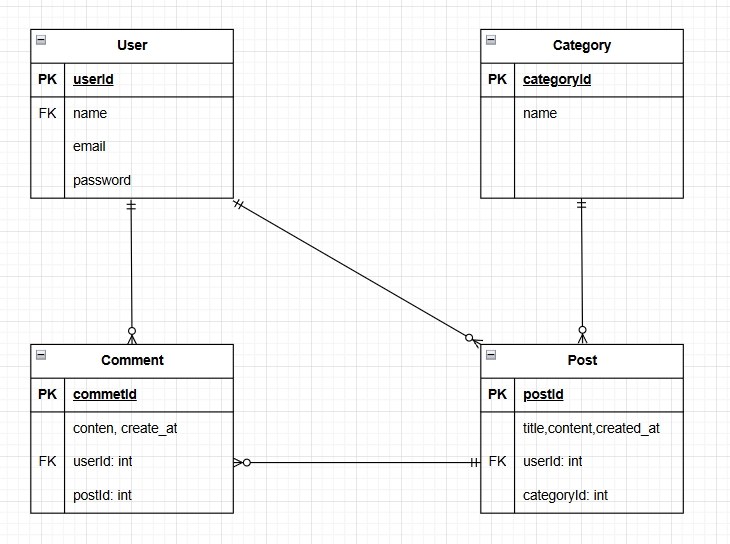 User
PK userId
FK name
email
password
Category
PK categoryId
name
Comment
PK commetId
conten, create_at
FK userId: int
postId: int
Post
PK postId
title,content,created_at
FK userId: int
categoryId: int